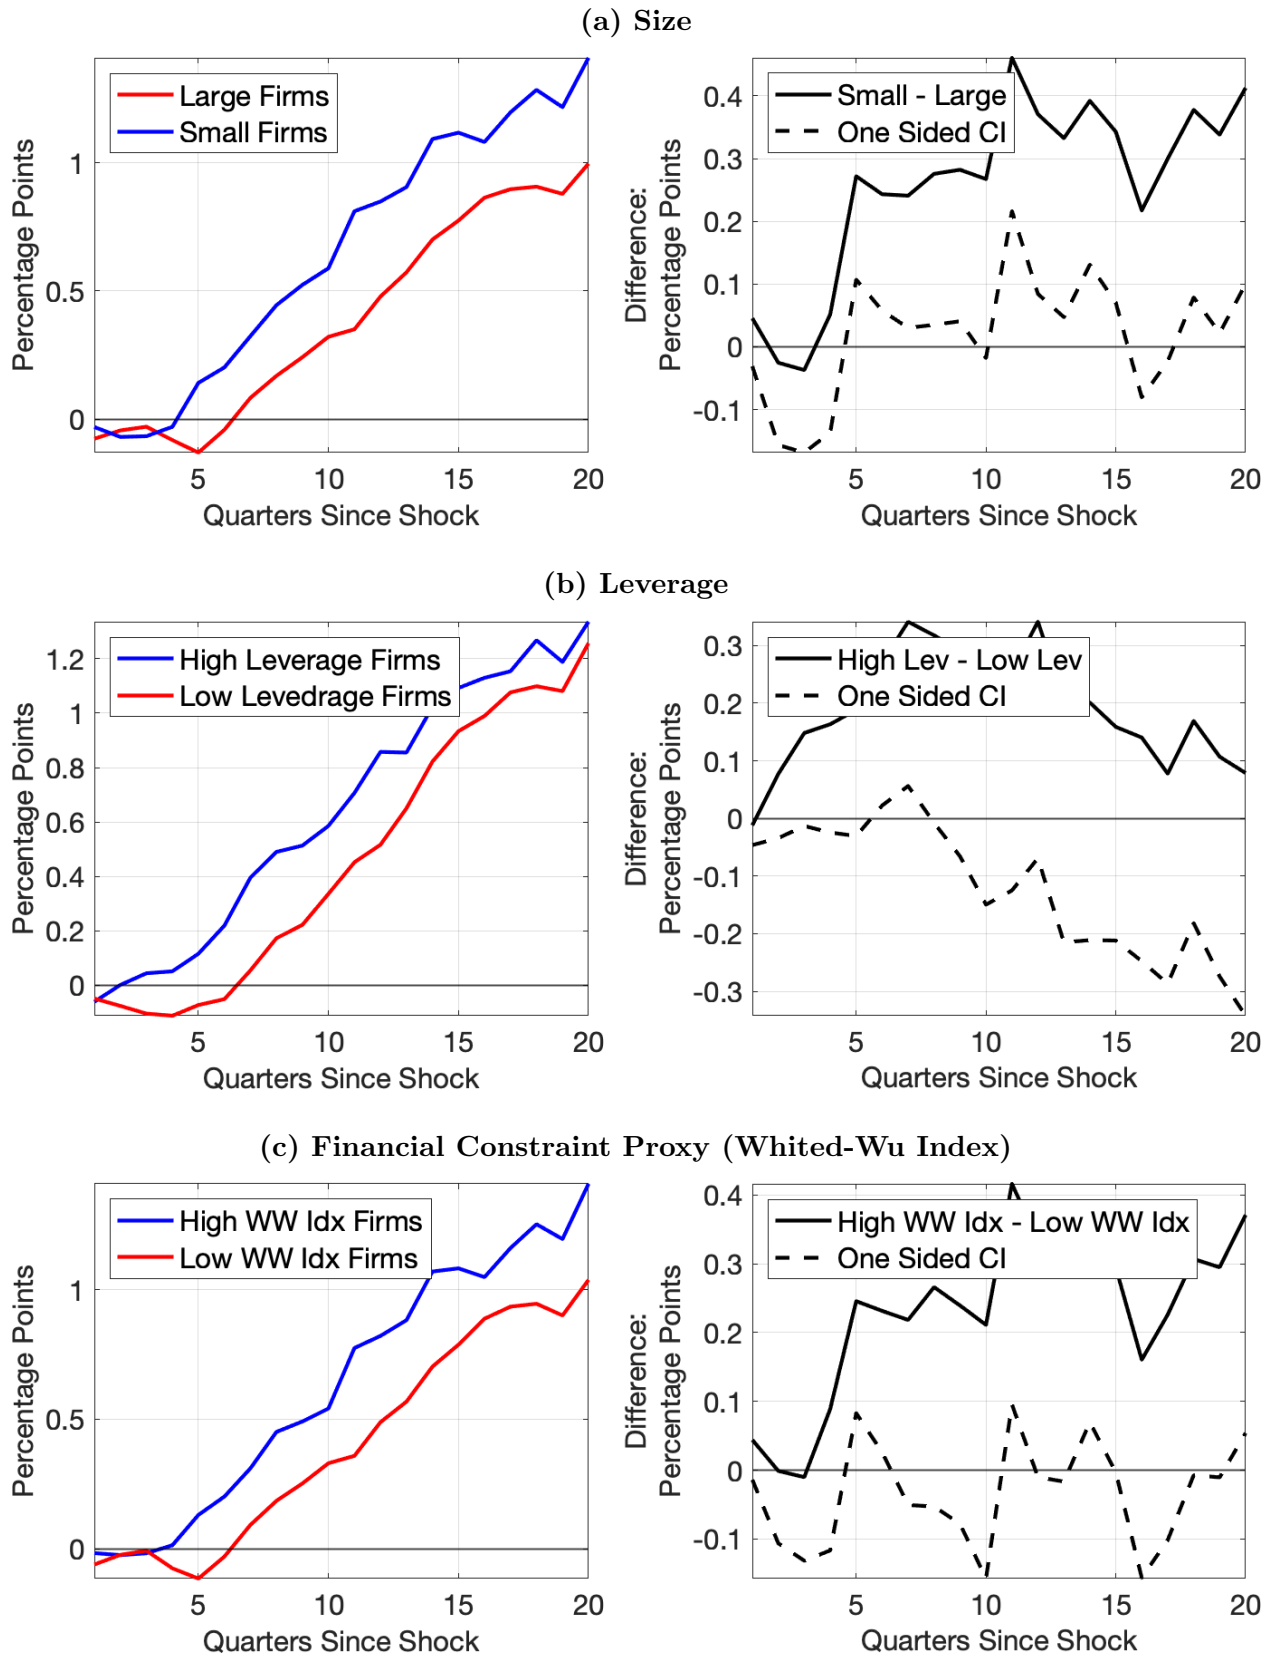 (a) Size
Large Firms
Small Firms
Percentage Points
1
0.5
0
5 10 15 20
Quarters Since Shock
Small - Large
One Sided CI
Difference:
Percentage Points
0.4
0.3
0.2
0.1
0
-0.1
5 10 15 20
Quarters Since Shock
(b) Leverage
High Leverage Firms
Low Levedrage Firms
Percentage Points
1.2
1
0.8
0.6
0.4
0.2
0
5 10 15 20
Quarters Since Shock
High Lev - Low Lev
One Sided CI
Difference:
Percentage Points
0.3
0.2
0.1
0
-0.1
-0.2
-0.3
5 10 15 20
Quarters Since Shock
(c) Financial Constraint Proxy (Whited-Wu Index)
High WW Idx Firms
Low WW Idx Firms
Percentage Points
1
0.5
0
5 10 15 20
Quarters Since Shock
High WW Idx - Low WW Idx
One Sided CI
Difference:
Percentage Points
0.4
0.3
0.2
0.1
0
-0.1
5 10 15 20
Quarters Since Shock